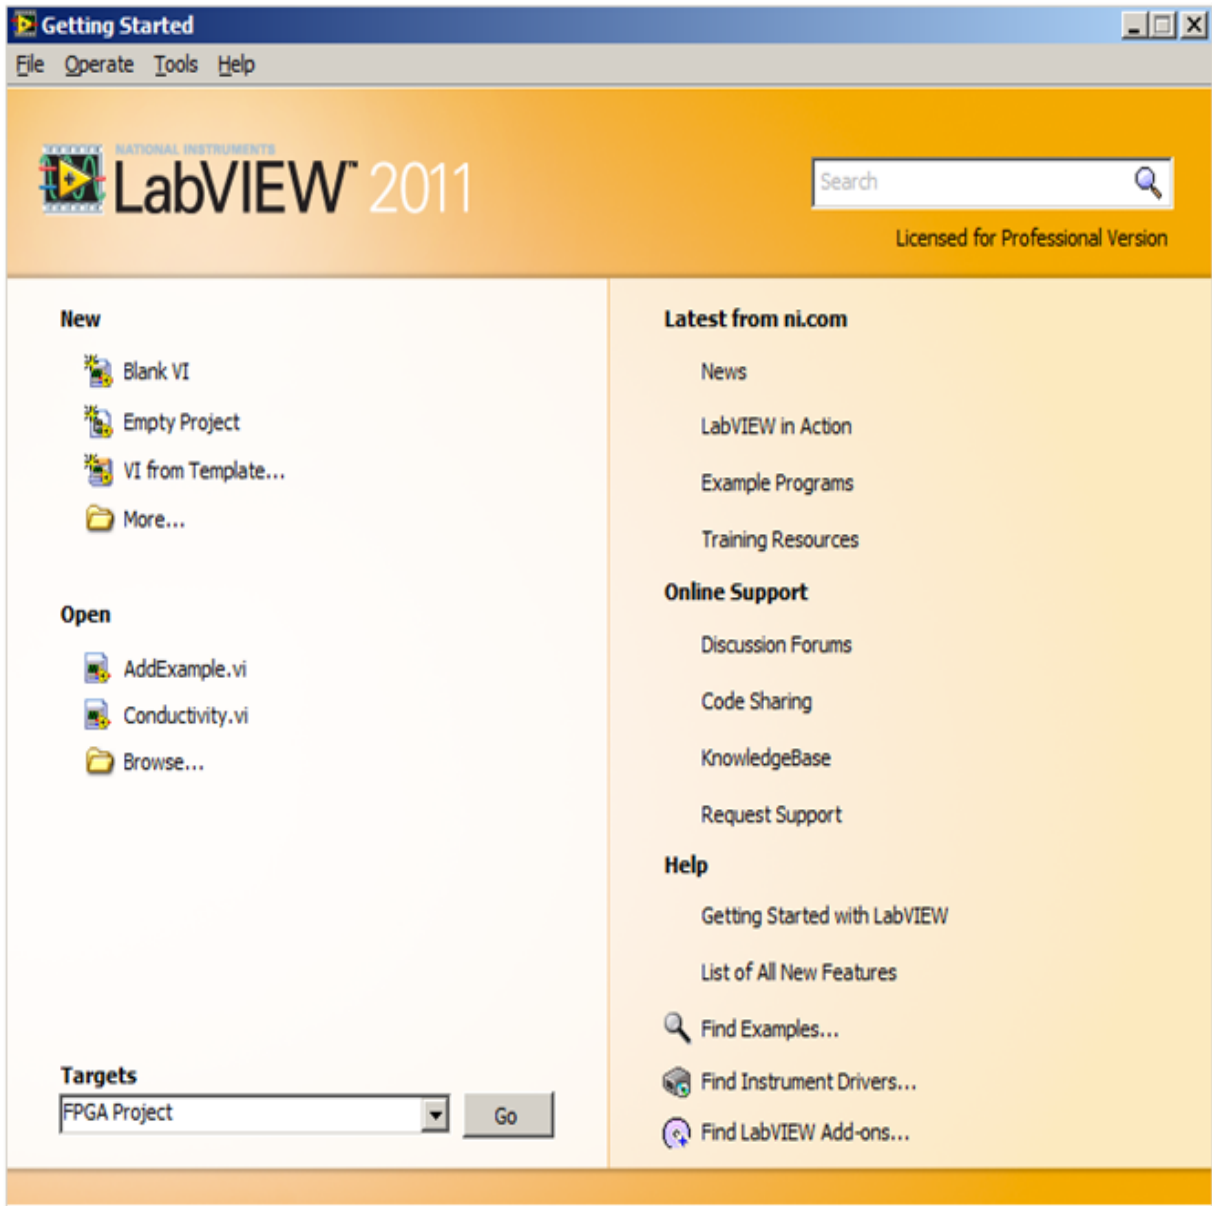 Getting Started
File Operate Tools Help
NATIONAL INSTRUMENTS
LabVIEW™ 2011
Search
Licensed for Professional Version
New
Blank VI
Empty Project
VI from Template...
More...
Open
AddExample.vi
Conductivity.vi
Browse...
Targets
FPGA Project
Go
Latest from ni.com
News
LabVIEW in Action
Example Programs
Training Resources
Online Support
Discussion Forums
Code Sharing
KnowledgeBase
Request Support
Help
Getting Started with LabVIEW
List of All New Features
Find Examples...
Find Instrument Drivers...
Find LabVIEW Add-ons...